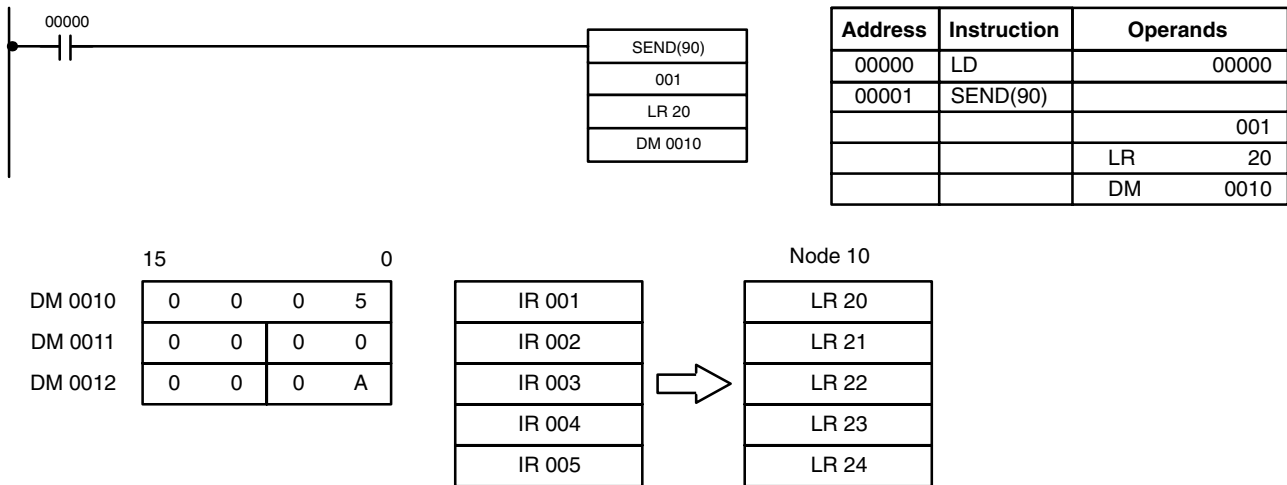 00000
SEND(90)
001
LR 20
DM 0010
Address Instruction Operands
00000 LD 00000
00001 SEND(90)
001
LR 20
DM 0010
15 0
DM 0010 0 0 0 5
DM 0011 0 0 0 0
DM 0012 0 0 0 A
IR 001
IR 002
IR 003
IR 004
IR 005
Node 10
LR 20
LR 21
LR 22
LR 23
LR 24